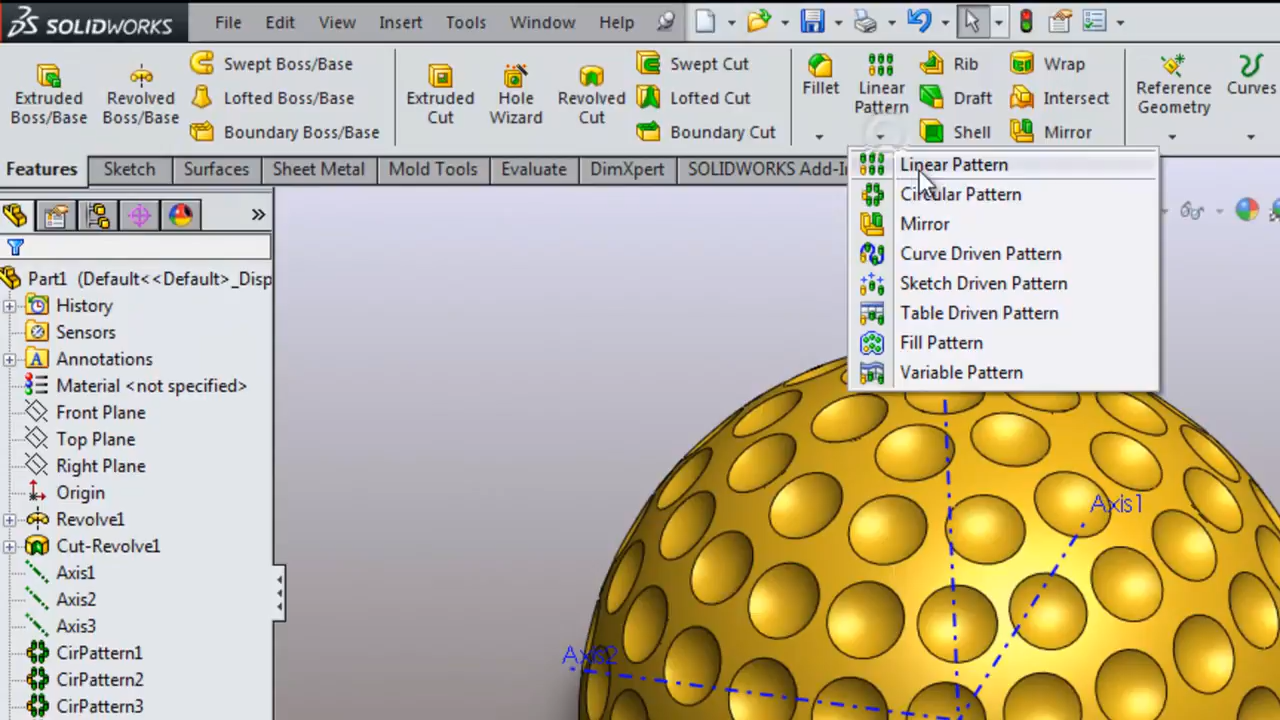 SOLIDWORKS File Edit View Insert Tools Window Help
Extruded Boss/Base
Revolved Boss/Base
Swept Boss/Base
Lofted Boss/Base
Boundary Boss/Base
Extruded Cut
Hole Wizard
Revolved Cut
Swept Cut
Lofted Cut
Boundary Cut
Fillet
Linear Pattern
Rib
Draft
Shell
Wrap
Intersect
Mirror
Reference Geometry
Curves
Features Sketch Surfaces Sheet Metal Mold Tools Evaluate DimXpert SOLIDWORKS Add-In
Linear Pattern
Circular Pattern
Mirror
Curve Driven Pattern
Sketch Driven Pattern
Table Driven Pattern
Fill Pattern
Variable Pattern
Part1 (Default<<Default>_Disp
History
Sensors
Annotations
Material <not specified>
Front Plane
Top Plane
Right Plane
Origin
Revolve1
Cut-Revolve1
Axis1
Axis2
Axis3
CirPattern1
CirPattern2
CirPattern3
Axis1
Axis2